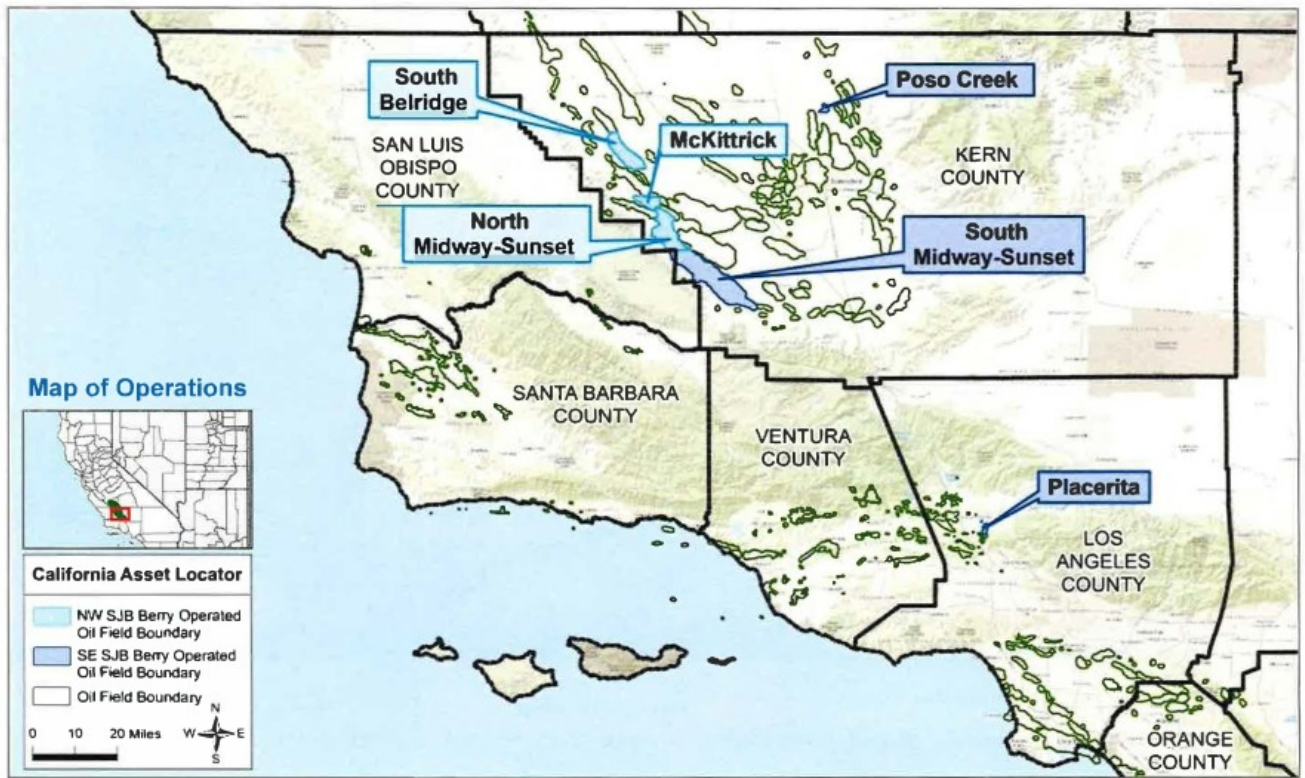 South
Belridge
Poso Creek
McKittrick
SAN LUIS
OBISPO
COUNTY
KERN
COUNTY
North
Midway-Sunset
South
Midway-Sunset
Map of Operations
SANTA BARBARA
COUNTY
VENTURA
COUNTY
Placerita
LOS
ANGELES
COUNTY
California Asset Locator
NW SJB Berry Operated
Oil Field Boundary
SE SJB Berry Operated
Oil Field Boundary
Oil Field Boundary
N
0 10 20 Miles W E
S
ORANGE
COUNTY